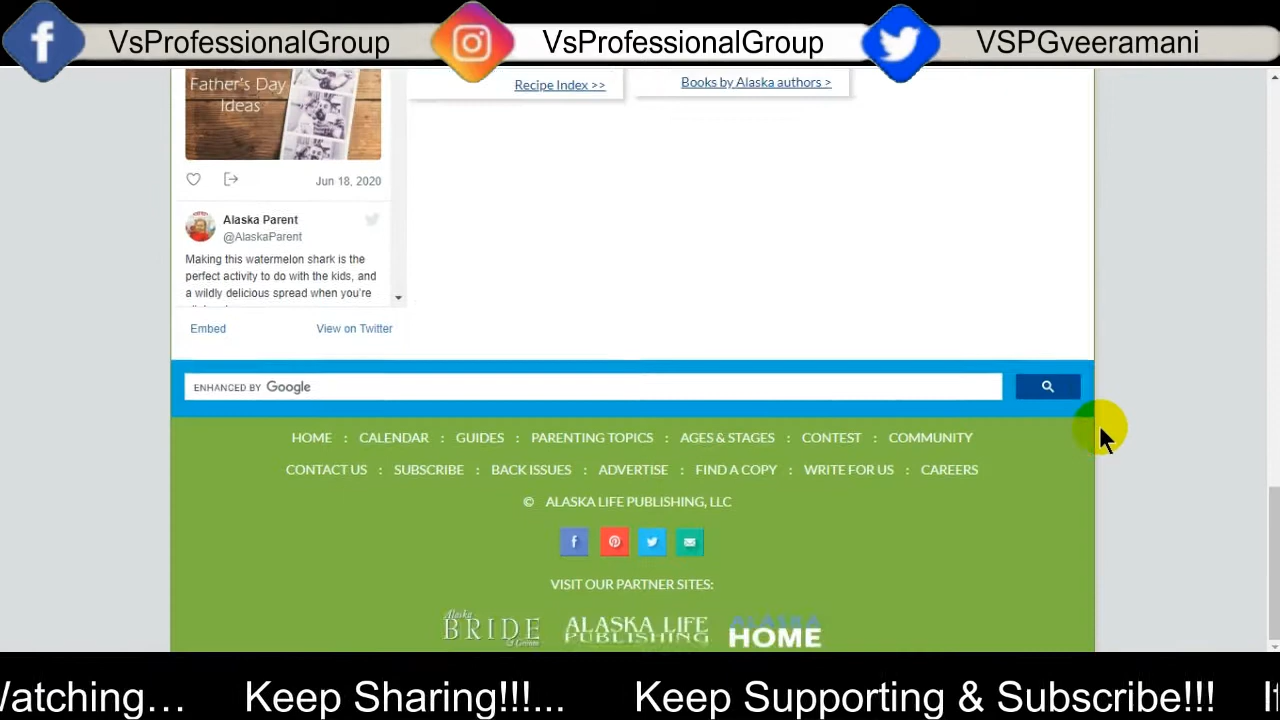 VsProfessionalGroup VsProfessionalGroup VSPGveeramani
Father's Day
Ideas
Recipe Index >>
Books by Alaska authors >
Jun 18, 2020
Alaska Parent
@AlaskaParent
Making this watermelon shark is the
perfect activity to do with the kids, and
a wildly delicious spread when you're
Embed View on Twitter
ENHANCED BY Google
HOME : CALENDAR : GUIDES : PARENTING TOPICS : AGES & STAGES : CONTEST : COMMUNITY
CONTACT US : SUBSCRIBE : BACK ISSUES : ADVERTISE : FIND A COPY : WRITE FOR US : CAREERS
© ALASKA LIFE PUBLISHING, LLC
VISIT OUR PARTNER SITES:
Alaska BRIDE & Groom
ALASKA LIFE PUBLISHING
ALASKA HOME
Watching... Keep Sharing!!!... Keep Supporting & Subscribe!!!